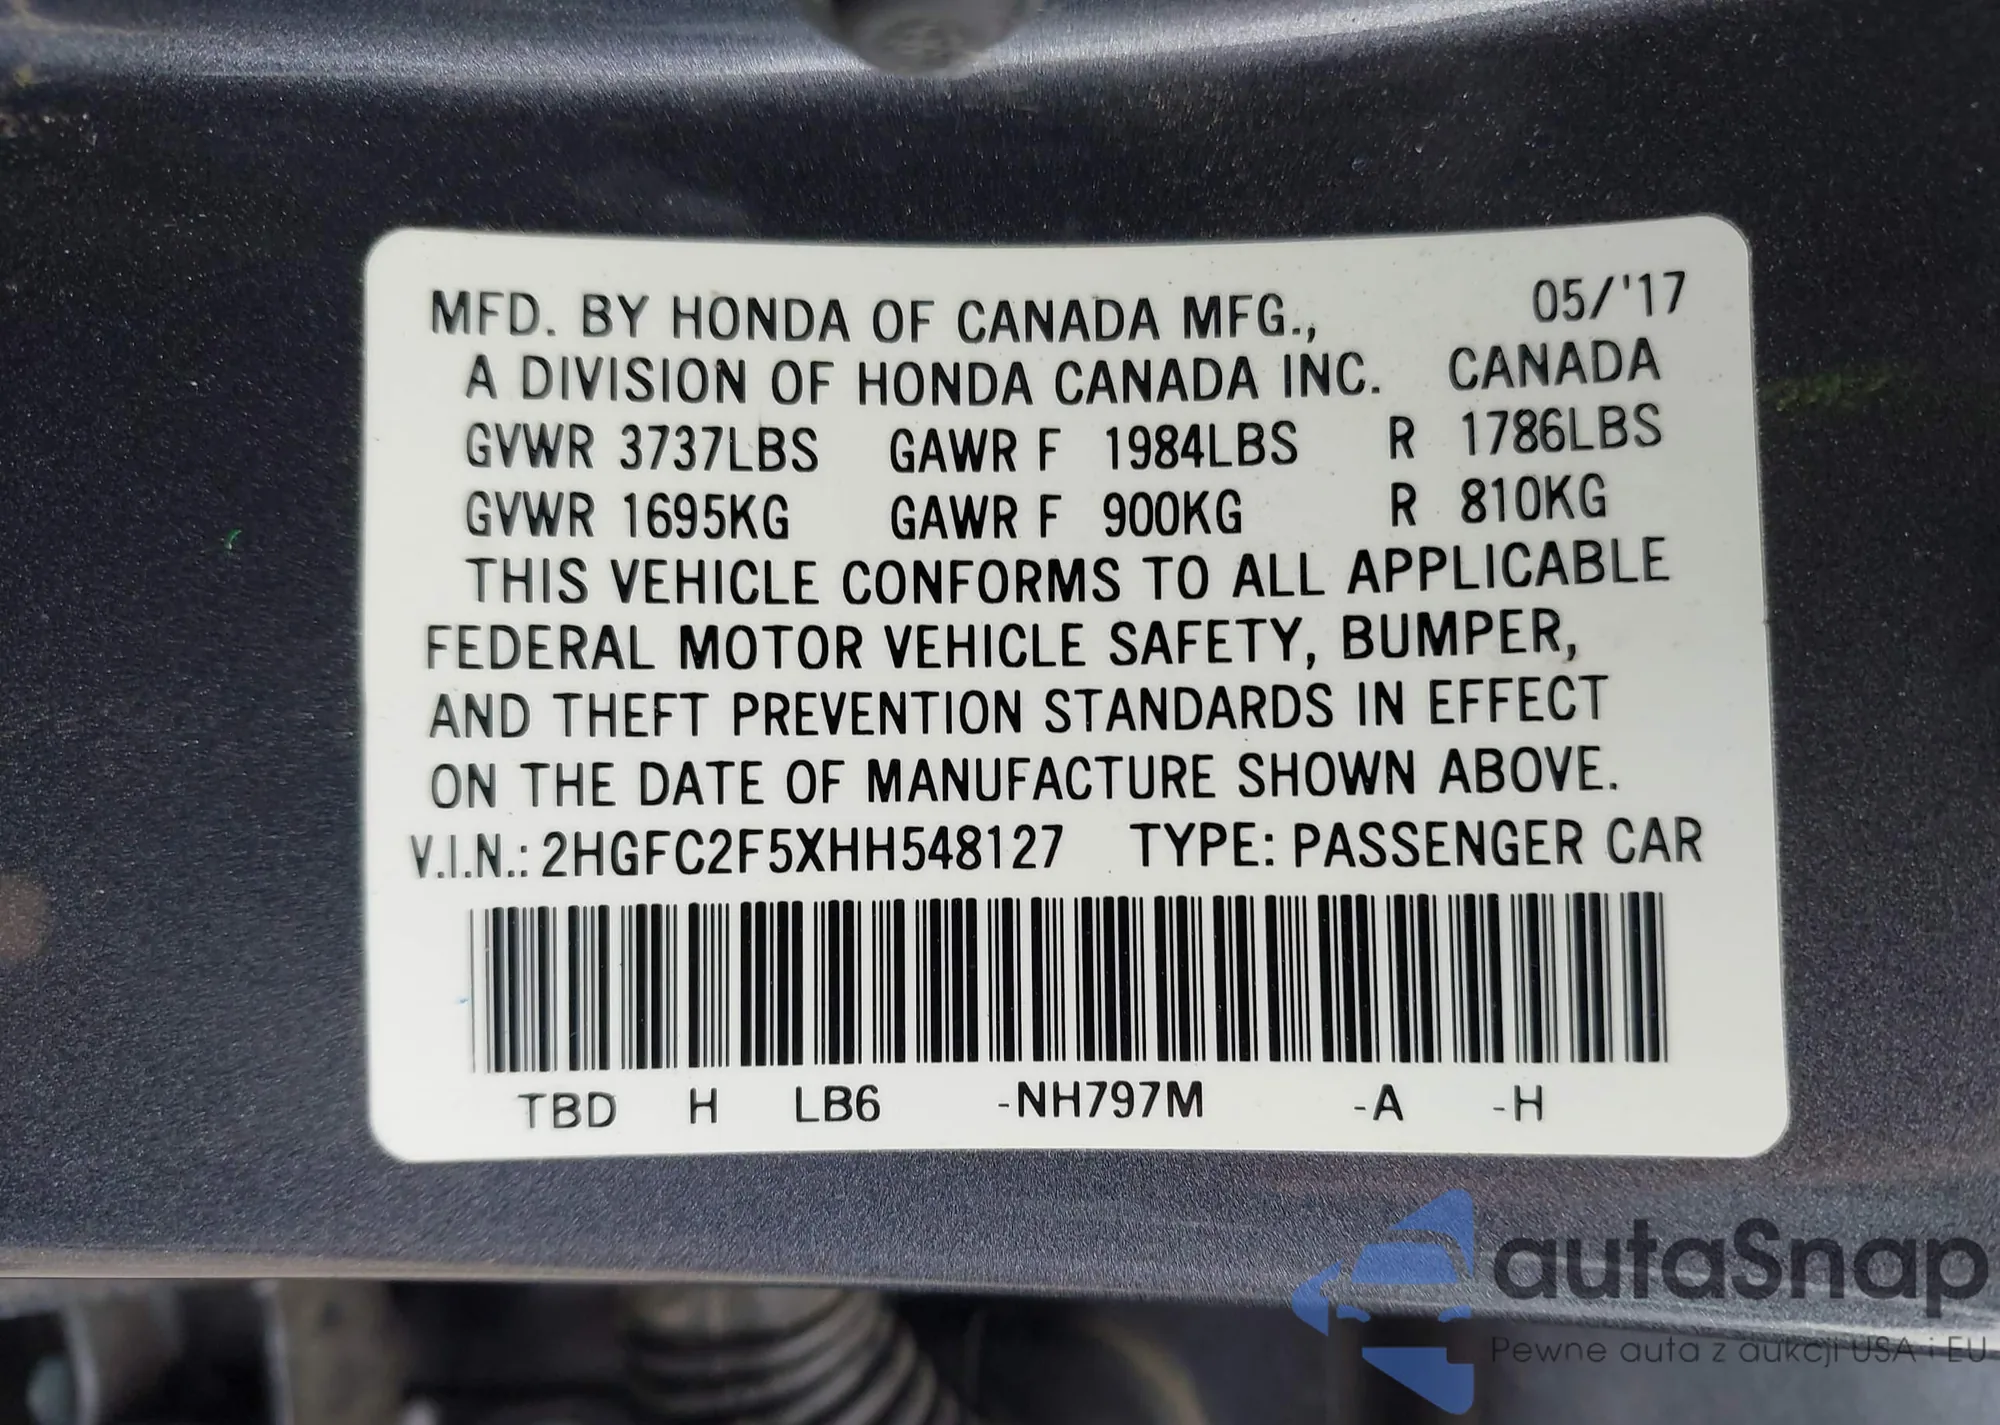 MFD. BY HONDA OF CANADA MFG., 05/'17
A DIVISION OF HONDA CANADA INC. CANADA
GVWR 3737LBS GAWR F 1984LBS R 1786LBS
GVWR 1695KG GAWR F 900KG R 810KG
THIS VEHICLE CONFORMS TO ALL APPLICABLE
FEDERAL MOTOR VEHICLE SAFETY, BUMPER,
AND THEFT PREVENTION STANDARDS IN EFFECT
ON THE DATE OF MANUFACTURE SHOWN ABOVE.
V.I.N.: 2HGFC2F5XHH548127 TYPE: PASSENGER CAR
TBD H LB6 -NH797M -A -H
autaSnap
Pewne auta z aukcji USA i EU